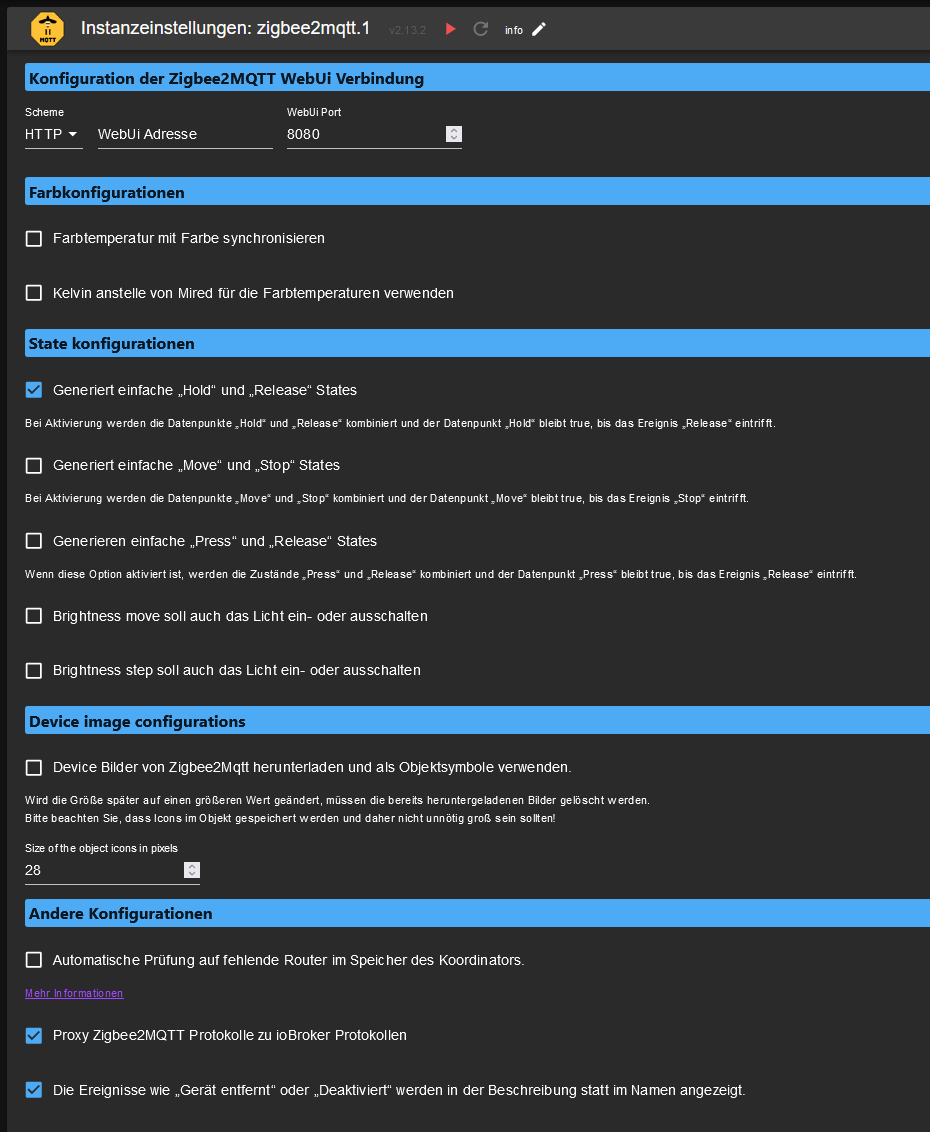 MQTT
Instanzeinstellungen: zigbee2mqtt.1 v2.13.2 info
Konfiguration der Zigbee2MQTT WebUi Verbindung
Scheme WebUi Port
HTTP WebUi Adresse 8080
Farbkonfigurationen
Farbtemperatur mit Farbe synchronisieren
Kelvin anstelle von Mired für die Farbtemperaturen verwenden
State konfigurationen
Generiert einfache „Hold“ und „Release“ States
Bei Aktivierung werden die Datenpunkte „Hold“ und „Release“ kombiniert und der Datenpunkt „Hold“ bleibt true, bis das Ereignis „Release“ eintrifft.
Generiert einfache „Move“ und „Stop“ States
Bei Aktivierung werden die Datenpunkte „Move“ und „Stop“ kombiniert und der Datenpunkt „Move“ bleibt true, bis das Ereignis „Stop“ eintrifft.
Generieren einfache „Press“ und „Release“ States
Wenn diese Option aktiviert ist, werden die Zustände „Press“ und „Release“ kombiniert und der Datenpunkt „Press“ bleibt true, bis das Ereignis „Release“ eintrifft.
Brightness move soll auch das Licht ein- oder ausschalten
Brightness step soll auch das Licht ein- oder ausschalten
Device image configurations
Device Bilder von Zigbee2Mqtt herunterladen und als Objektsymbole verwenden.
Wird die Größe später auf einen größeren Wert geändert, müssen die bereits heruntergeladenen Bilder gelöscht werden.
Bitte beachten Sie, dass Icons im Objekt gespeichert werden und daher nicht unnötig groß sein sollten!
Size of the object icons in pixels
28
Andere Konfigurationen
Automatische Prüfung auf fehlende Router im Speicher des Koordinators.
Mehr Informationen
Proxy Zigbee2MQTT Protokolle zu ioBroker Protokollen
Die Ereignisse wie „Gerät entfernt“ oder „Deaktiviert“ werden in der Beschreibung statt im Namen angezeigt.